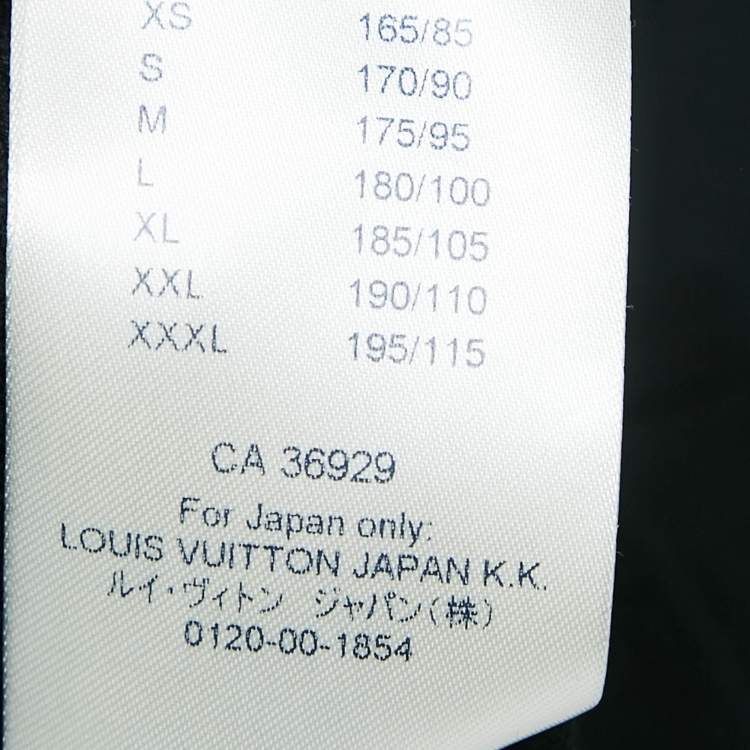 XS 165/85
S 170/90
M 175/95
L 180/100
XL 185/105
XXL 190/110
XXXL 195/115
CA 36929
For Japan only:
LOUIS VUITTON JAPAN K.K.
ルイ・ヴィトン ジャパン(株)
0120-00-1854